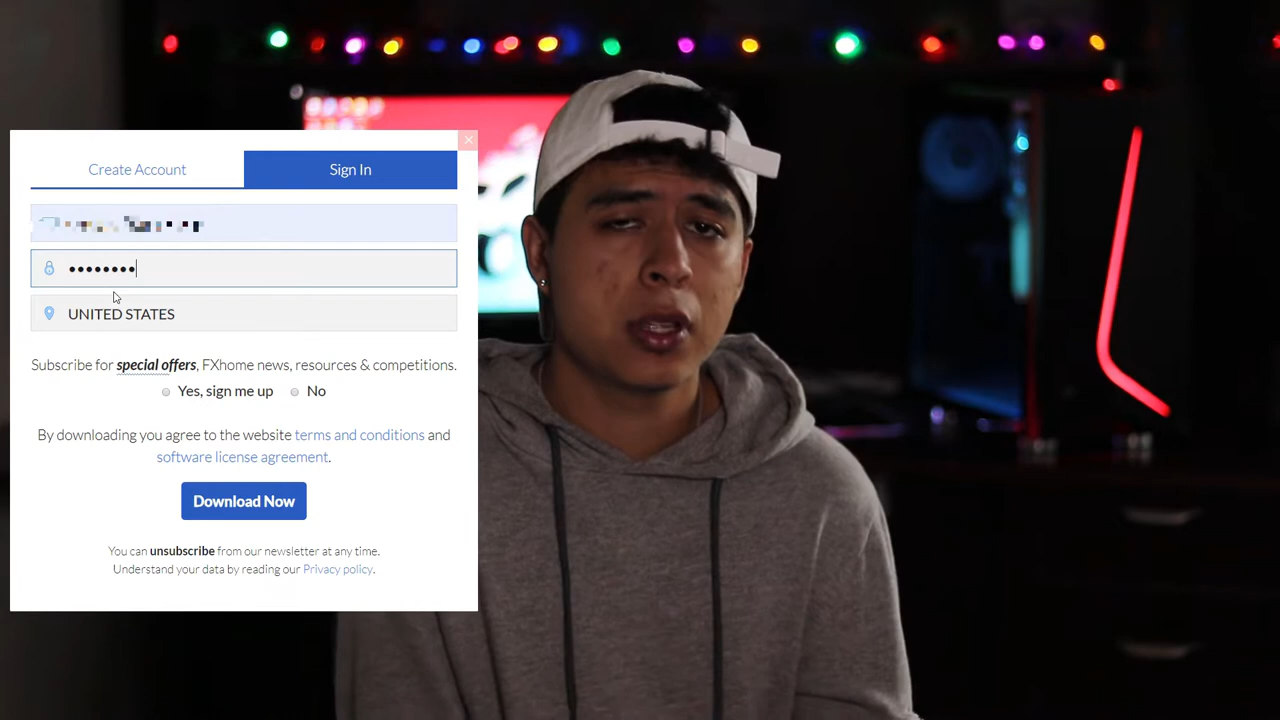 Create Account
Sign In
••••••••
UNITED STATES
Subscribe for special offers, FXhome news, resources & competitions.
Yes, sign me up
No
By downloading you agree to the website terms and conditions and
software license agreement.
Download Now
You can unsubscribe from our newsletter at any time.
Understand your data by reading our Privacy policy.